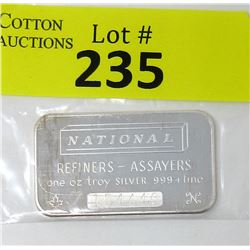 COTTON
AUCTIONS
Lot #
235
NATIONAL
REFINERS - ASSAYERS
one oz troy SILVER 999+ fine